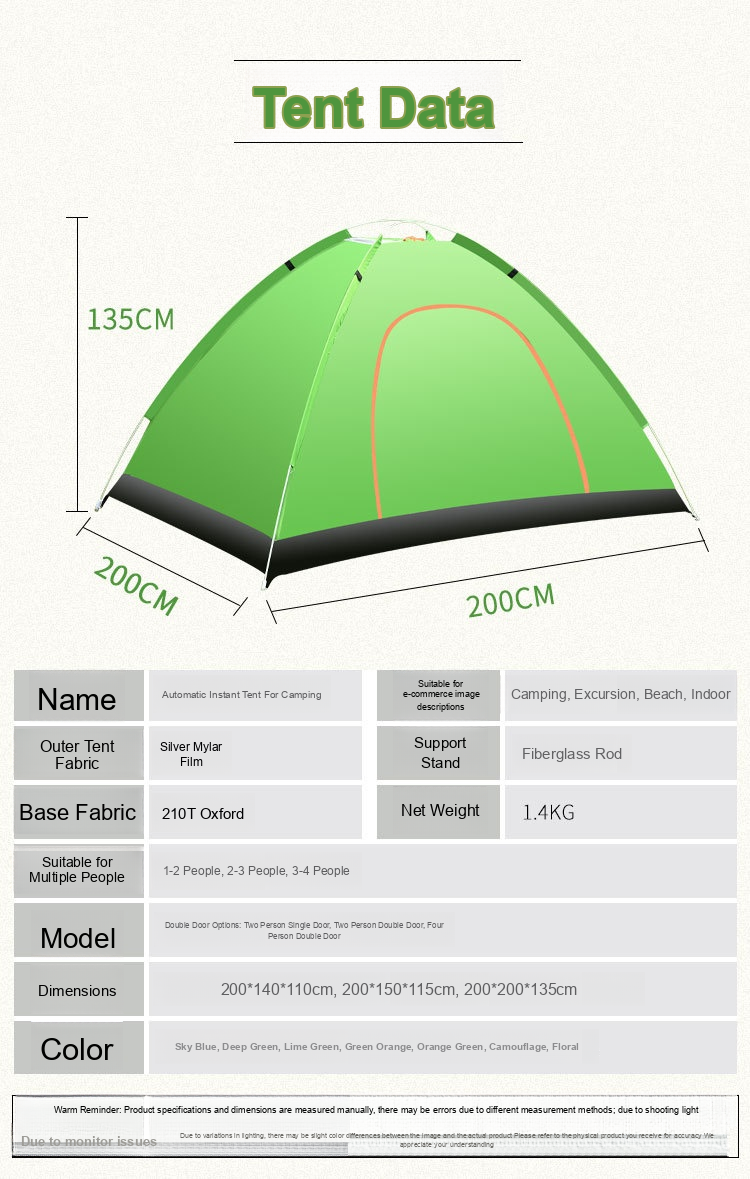 Tent Data
135CM
200CM
200CM
Name
Automatic Instant Tent For Camping
Suitable for
e-commerce image
descriptions
Camping, Excursion, Beach, Indoor
Outer Tent
Fabric
Silver Mylar
Film
Support
Stand
Fiberglass Rod
Base Fabric
210T Oxford
Net Weight
1.4KG
Suitable for
Multiple People
1-2 People, 2-3 People, 3-4 People
Model
Double Door Options: Two Person Single Door, Two Person Double Door, Four
Person Double Door
Dimensions
200*140*110cm, 200*150*115cm, 200*200*135cm
Color
Sky Blue, Deep Green, Lime Green, Green Orange, Orange Green, Camouflage, Floral
Warm Reminder: Product specifications and dimensions are measured manually, there may be errors due to different measurement methods; due to shooting light
Due to monitor issues
Due to variations in lighting, there may be slight color differences between the image and the actual product Please refer to the physical product you receive for accuracy We
appreciate your understanding